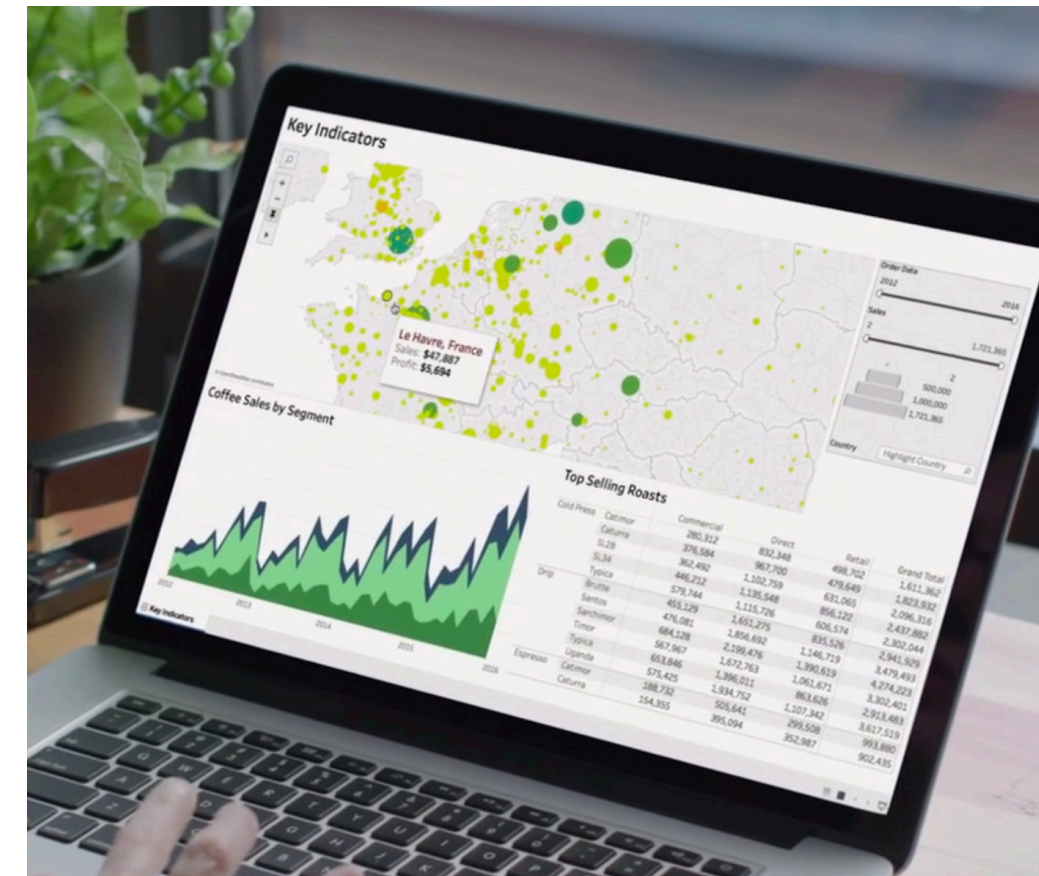 Key Indicators
Le Havre, France
Sales: $47,887
Profit: $5,694
Order Date
2012 2016
Sales
2 1,721,365
2
500,000
1,000,000
1,721,365
Country Highlight Country
Coffee Sales by Segment
2012 2013 2014 2015 2016
Top Selling Roasts
Commercial Direct Retail Grand Total
Cold Press Catimor 280,312 832,348 498,702 1,611,362
Caturra 376,584 967,700 479,649 1,823,932
SL28 362,492 1,102,759 631,065 2,096,316
SL34 446,212 1,135,548 856,122 2,437,882
Typica 579,744 1,115,726 606,574 2,302,044
Drip Brutte 455,129 1,651,275 835,526 2,941,929
Santos 476,081 1,856,692 1,146,719 3,479,493
Sarchimor 684,128 2,199,476 1,390,619 4,274,223
Timor 567,967 1,672,763 1,061,671 3,302,401
Typica 653,846 1,396,011 863,626 2,913,483
Uganda 575,425 1,934,752 1,107,342 3,617,519
Espresso Catimor 188,732 505,641 299,508 993,880
Caturra 154,355 395,094 352,987 902,435
Key Indicators